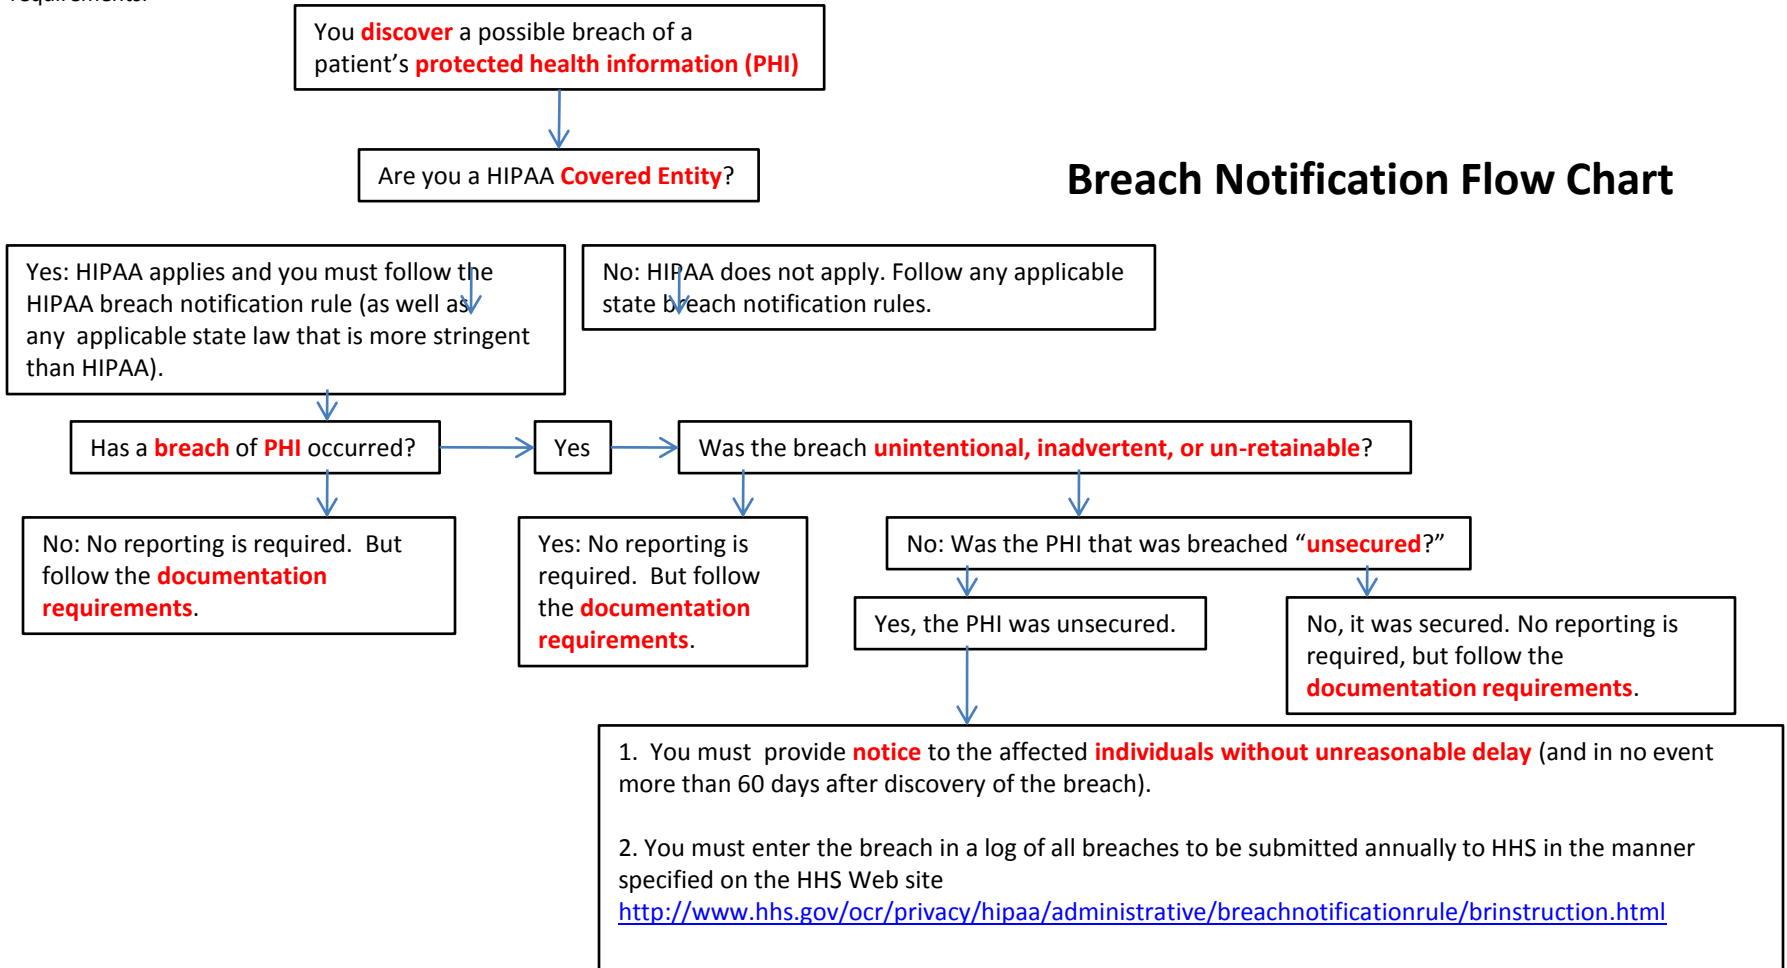 requirements.
You discover a possible breach of a
patient's protected health information (PHI)
Are you a HIPAA Covered Entity?
Breach Notification Flow Chart
Yes: HIPAA applies and you must follow the
HIPAA breach notification rule (as well as
any applicable state law that is more stringent
than HIPAA).
No: HIPAA does not apply. Follow any applicable
state breach notification rules.
Has a breach of PHI occurred?
Yes
Was the breach unintentional, inadvertent, or un-retainable?
No: No reporting is required. But
follow the documentation
requirements.
Yes: No reporting is
required. But follow
the documentation
requirements.
No: Was the PHI that was breached “unsecured?”
Yes, the PHI was unsecured.
No, it was secured. No reporting is
required, but follow the
documentation requirements.
1. You must provide notice to the affected individuals without unreasonable delay (and in no event
more than 60 days after discovery of the breach).
2. You must enter the breach in a log of all breaches to be submitted annually to HHS in the manner
specified on the HHS Web site
http://www.hhs.gov/ocr/privacy/hipaa/administrative/breachnotificationrule/brinstruction.html